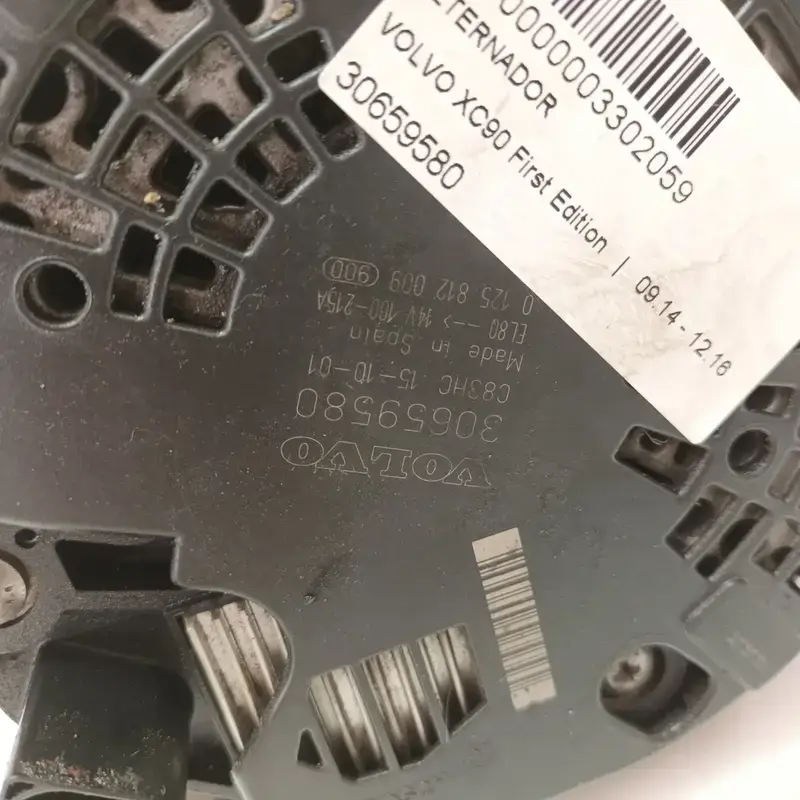 0000003302059
ALTERNADOR
VOLVO XC90 First Edition | 09.14 - 12.16
30659580
VOLVO
30659580
C83HC 15-10-01
Made in Spain
EL80 --> 14V 100-215A
0 125 812 009 900